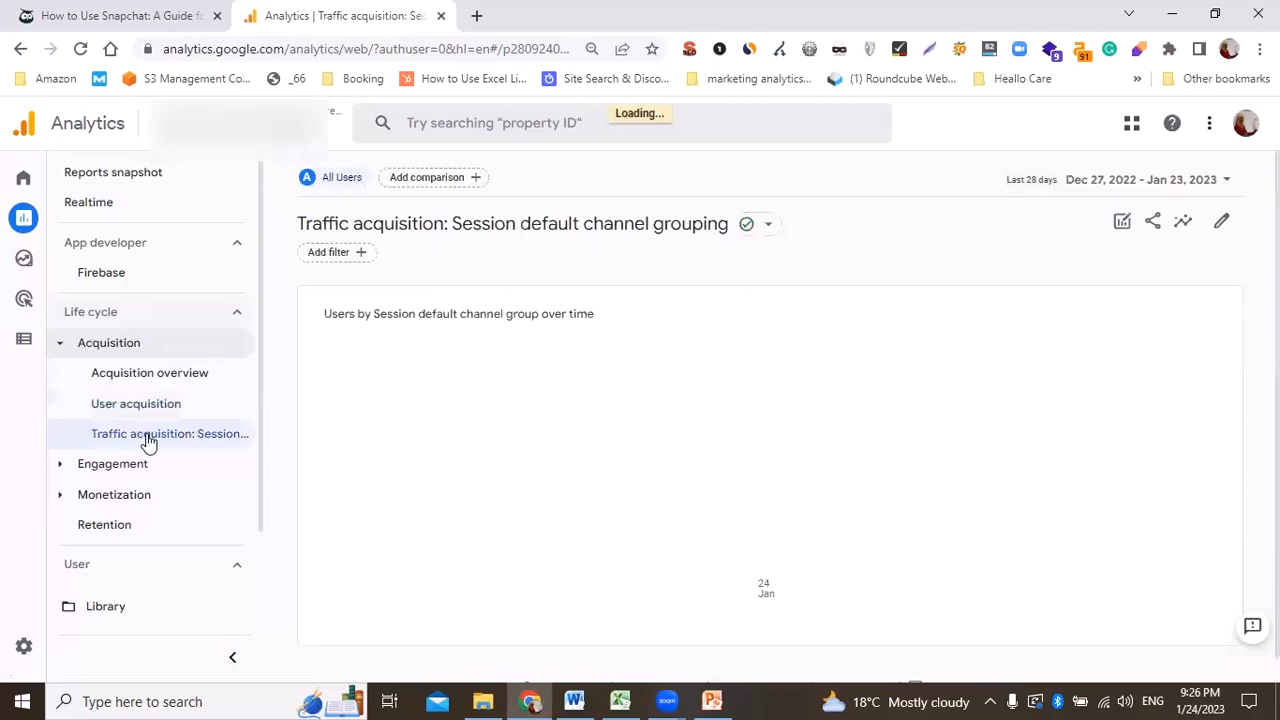 How to Use Snapchat: A Guide fo
Analytics | Traffic acquisition: Ses
analytics.google.com/analytics/web/?authuser=0&hl=en#/p2809240...
82
9
91
Amazon
S3 Management Co...
_66
Booking
How to Use Excel Li...
Site Search & Disco...
marketing analytics...
(1) Roundcube Web...
Heallo Care
»
Other bookmarks
Analytics
Try searching "property ID"
Loading...
Reports snapshot
Realtime
App developer
Firebase
Life cycle
Acquisition
Acquisition overview
User acquisition
Traffic acquisition: Session...
Engagement
Monetization
Retention
User
Library
A All Users
Add comparison +
Last 28 days Dec 27, 2022 - Jan 23, 2023
Traffic acquisition: Session default channel grouping
Add filter +
Users by Session default channel group over time
24
Jan
Type here to search
18°C Mostly cloudy
ENG
9:26 PM
1/24/2023